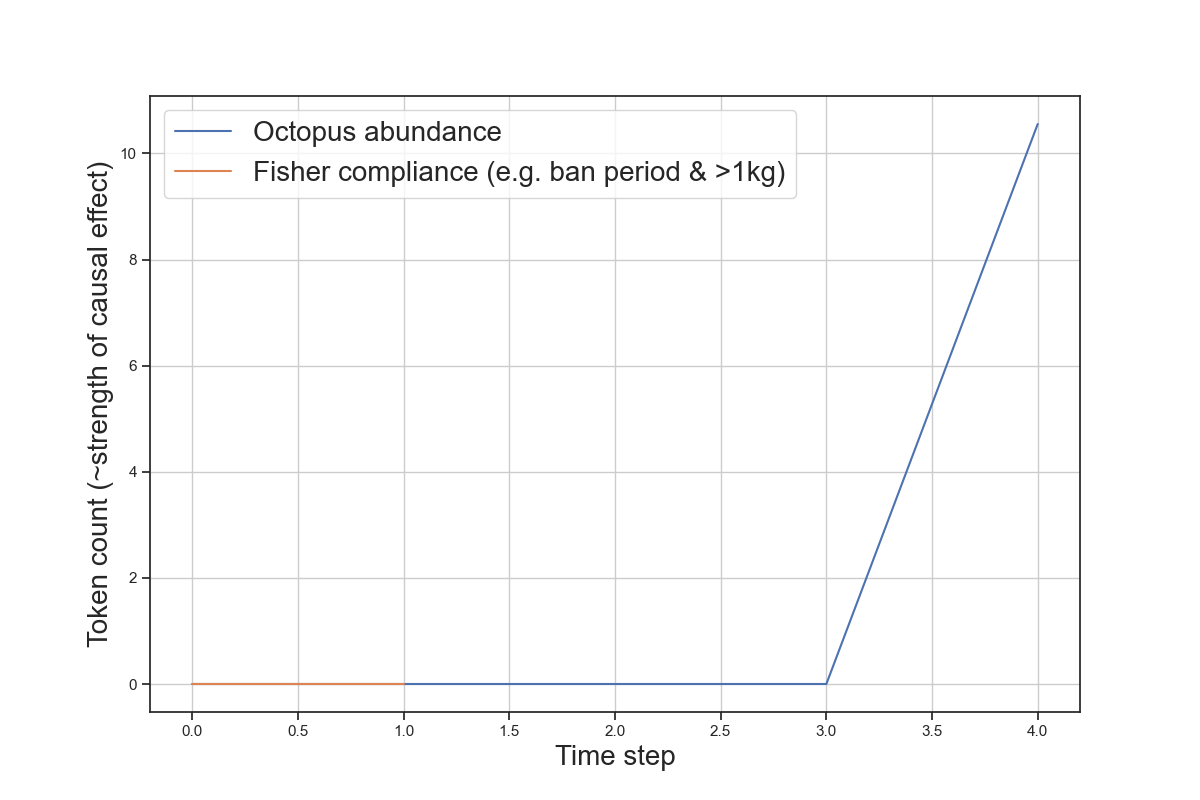 Octopus abundance
Fisher compliance (e.g. ban period & >1kg)
Token count (~strength of causal effect)
10
8
6
4
2
0
0.0 0.5 1.0 1.5 2.0 2.5 3.0 3.5 4.0
Time step